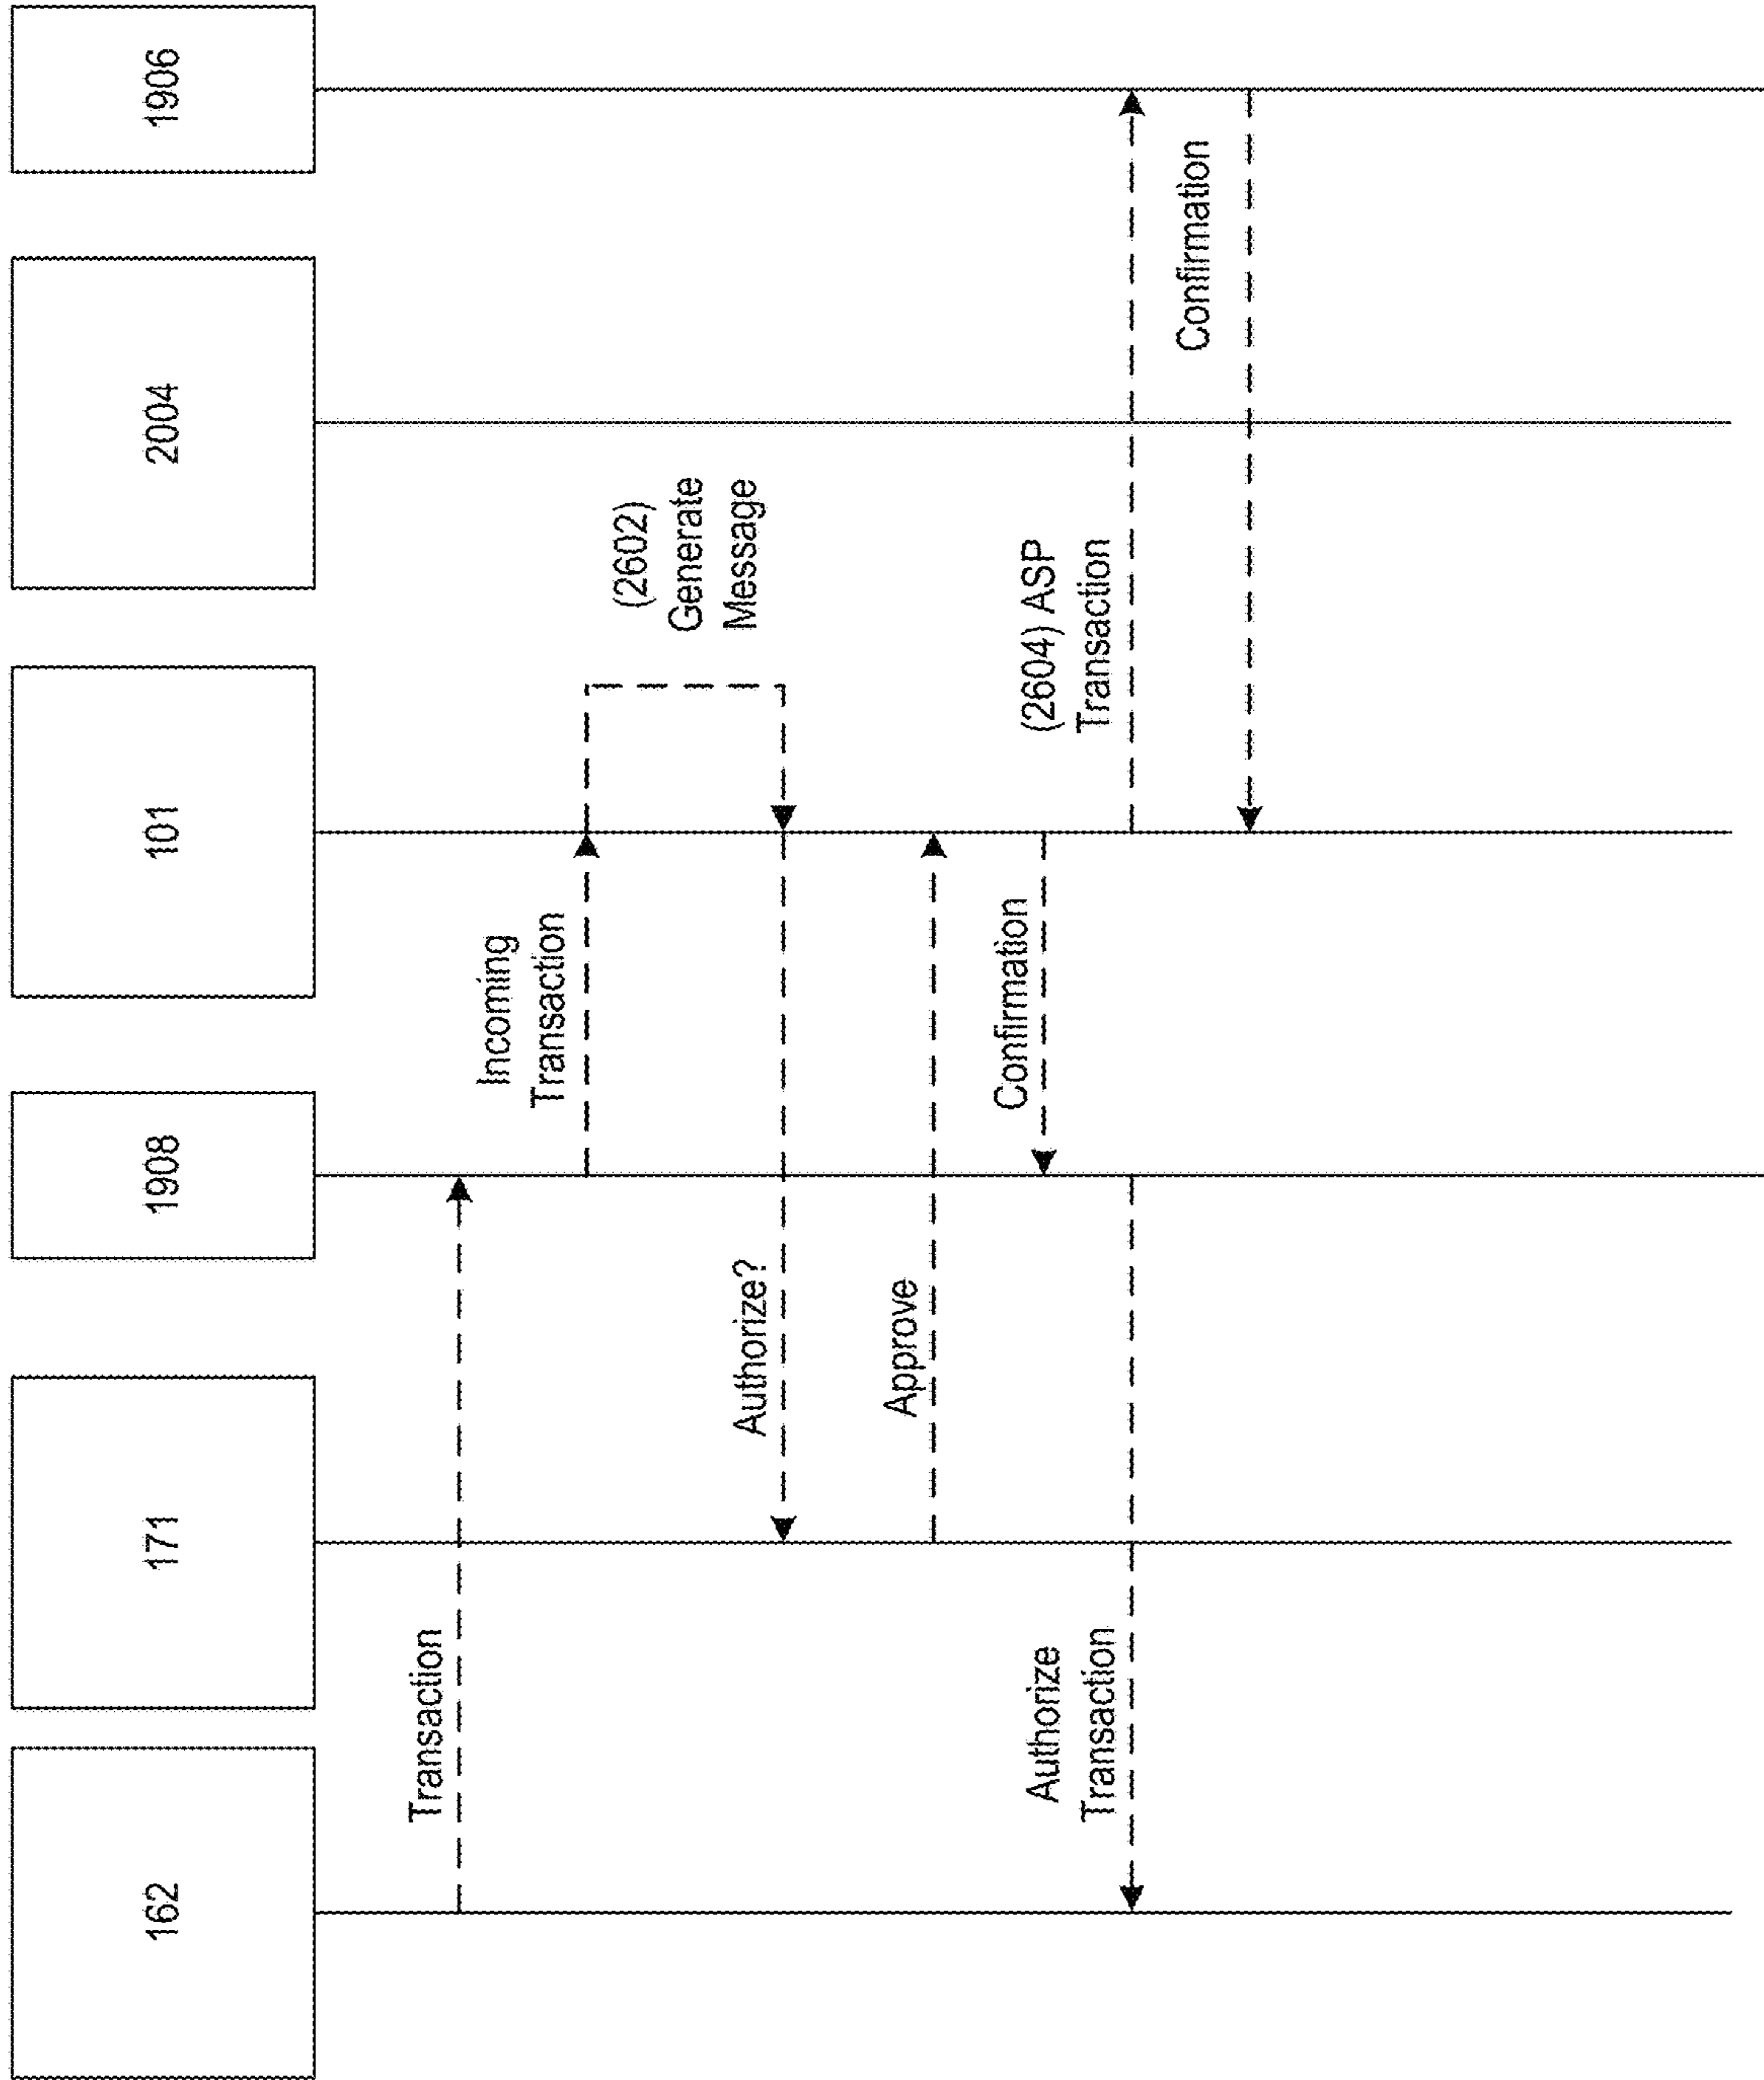 162
171
1908
101
2004
1906
Transaction
Incoming
Transaction
(2602)
Generate
Message
Authorize?
Approve
Confirmation
Authorize
Transaction
(2604) ASP
Transaction
Confirmation